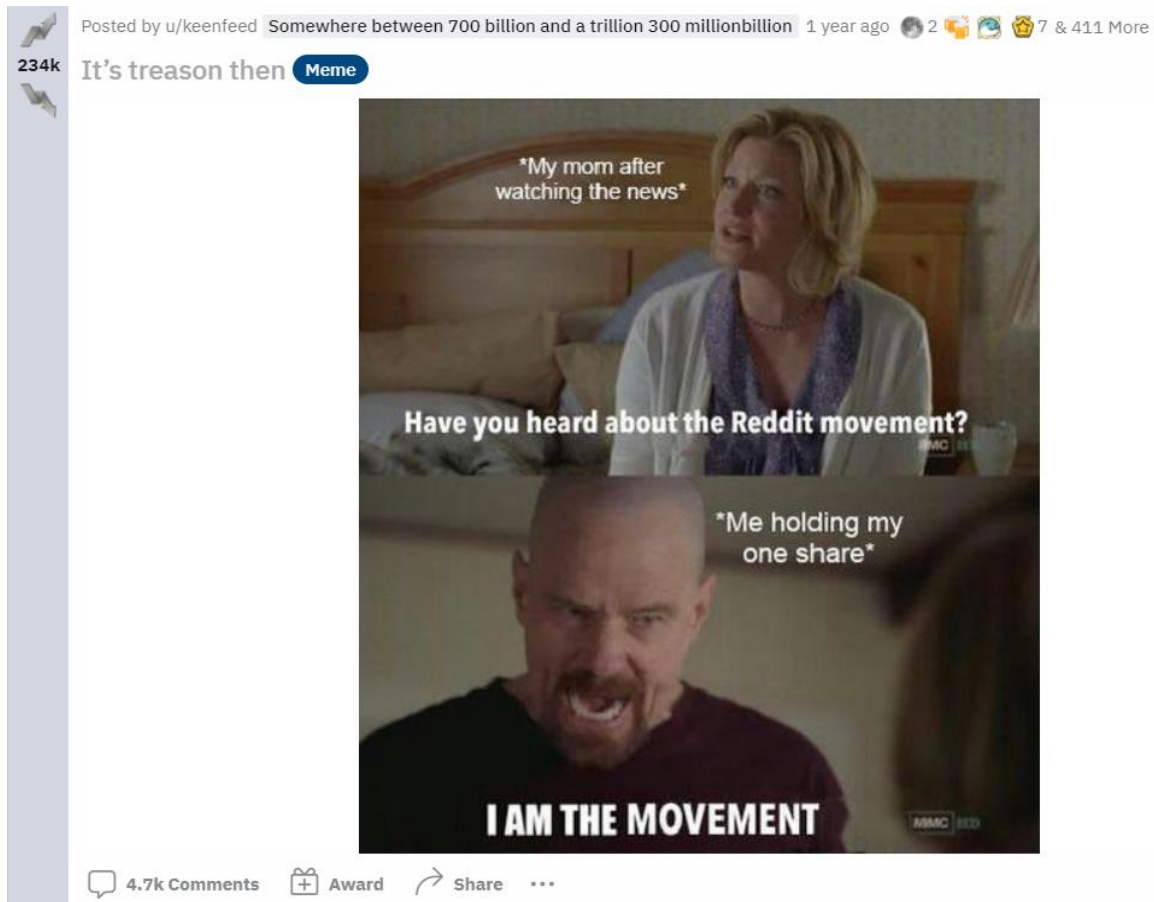 Posted by u/keenfeed Somewhere between 700 billion and a trillion 300 millionbillion 1 year ago 2 7 & 411 More
234k
It's treason then Meme
*My mom after
watching the news*
Have you heard about the Reddit movement?
*Me holding my
one share*
I AM THE MOVEMENT
4.7k Comments Award Share ...